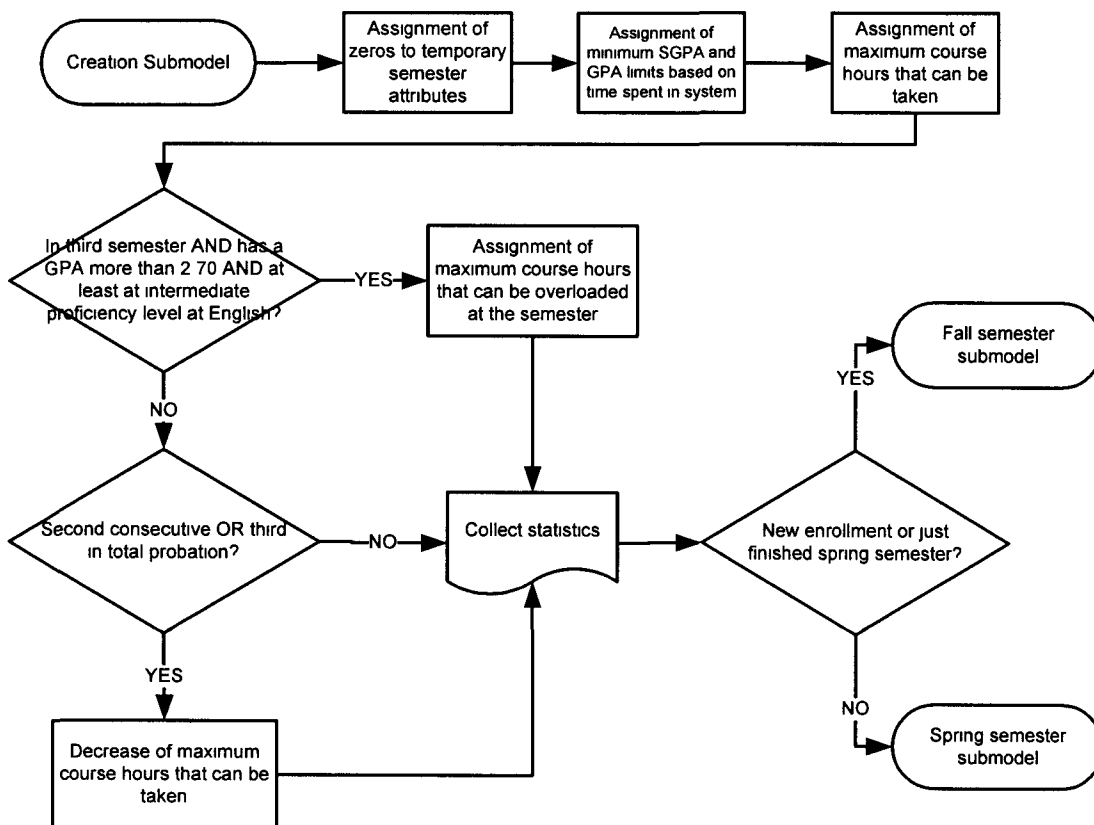 Creation Submodel
Assignment of
zeros to temporary
semester
attributes
Assignment of
minimum SGPA and
GPA limits based on
time spent in system
Assignment of
maximum course
hours that can be
taken
In third semester AND has a
GPA more than 2 70 AND at
least at intermediate
proficiency level at English?
YES
Assignment of
maximum course hours
that can be overloaded
at the semester
NO
Second consecutive OR third
in total probation?
NO
Collect statistics
New enrollment or just
finished spring semester?
YES
Fall semester
submodel
NO
Spring semester
submodel
YES
Decrease of maximum
course hours that can be
taken